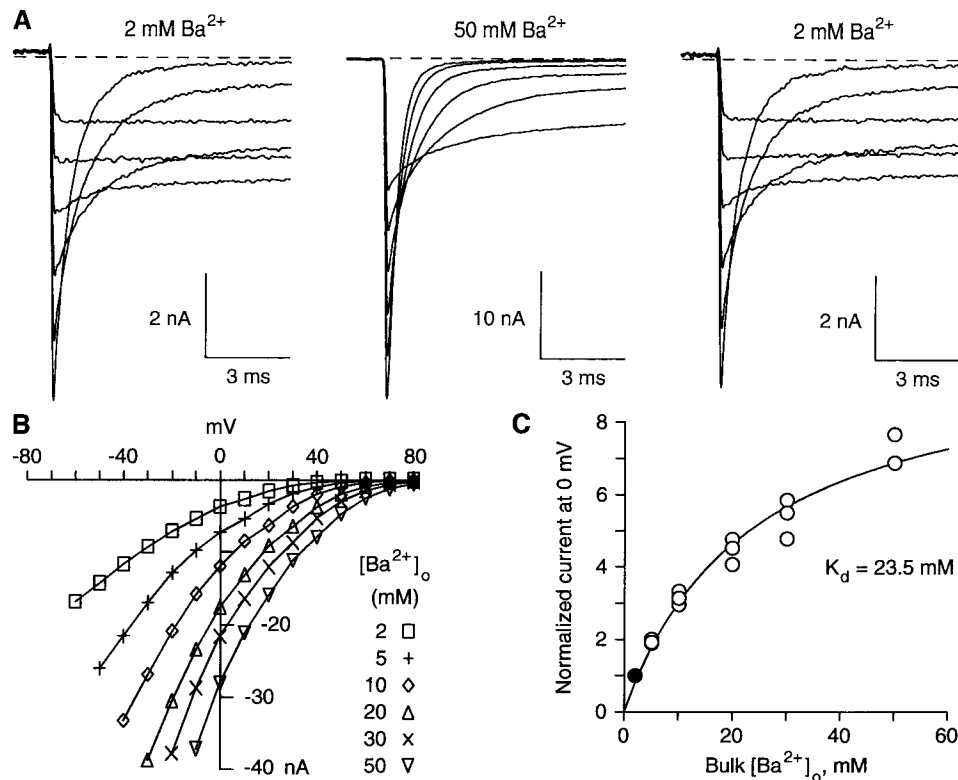 A
2 mM Ba²⁺
50 mM Ba²⁺
2 mM Ba²⁺
2 nA
3 ms
10 nA
3 ms
2 nA
3 ms
B
mV
-80 -40 0 40 80
-20
-30
-40 nA
[Ba²⁺]ₒ
(mM)
2
5
10
20
30
50
C
Normalized current at 0 mV
8
6
4
2
0
K_d = 23.5 mM
0 20 40 60
Bulk [Ba²⁺]ₒ, mM